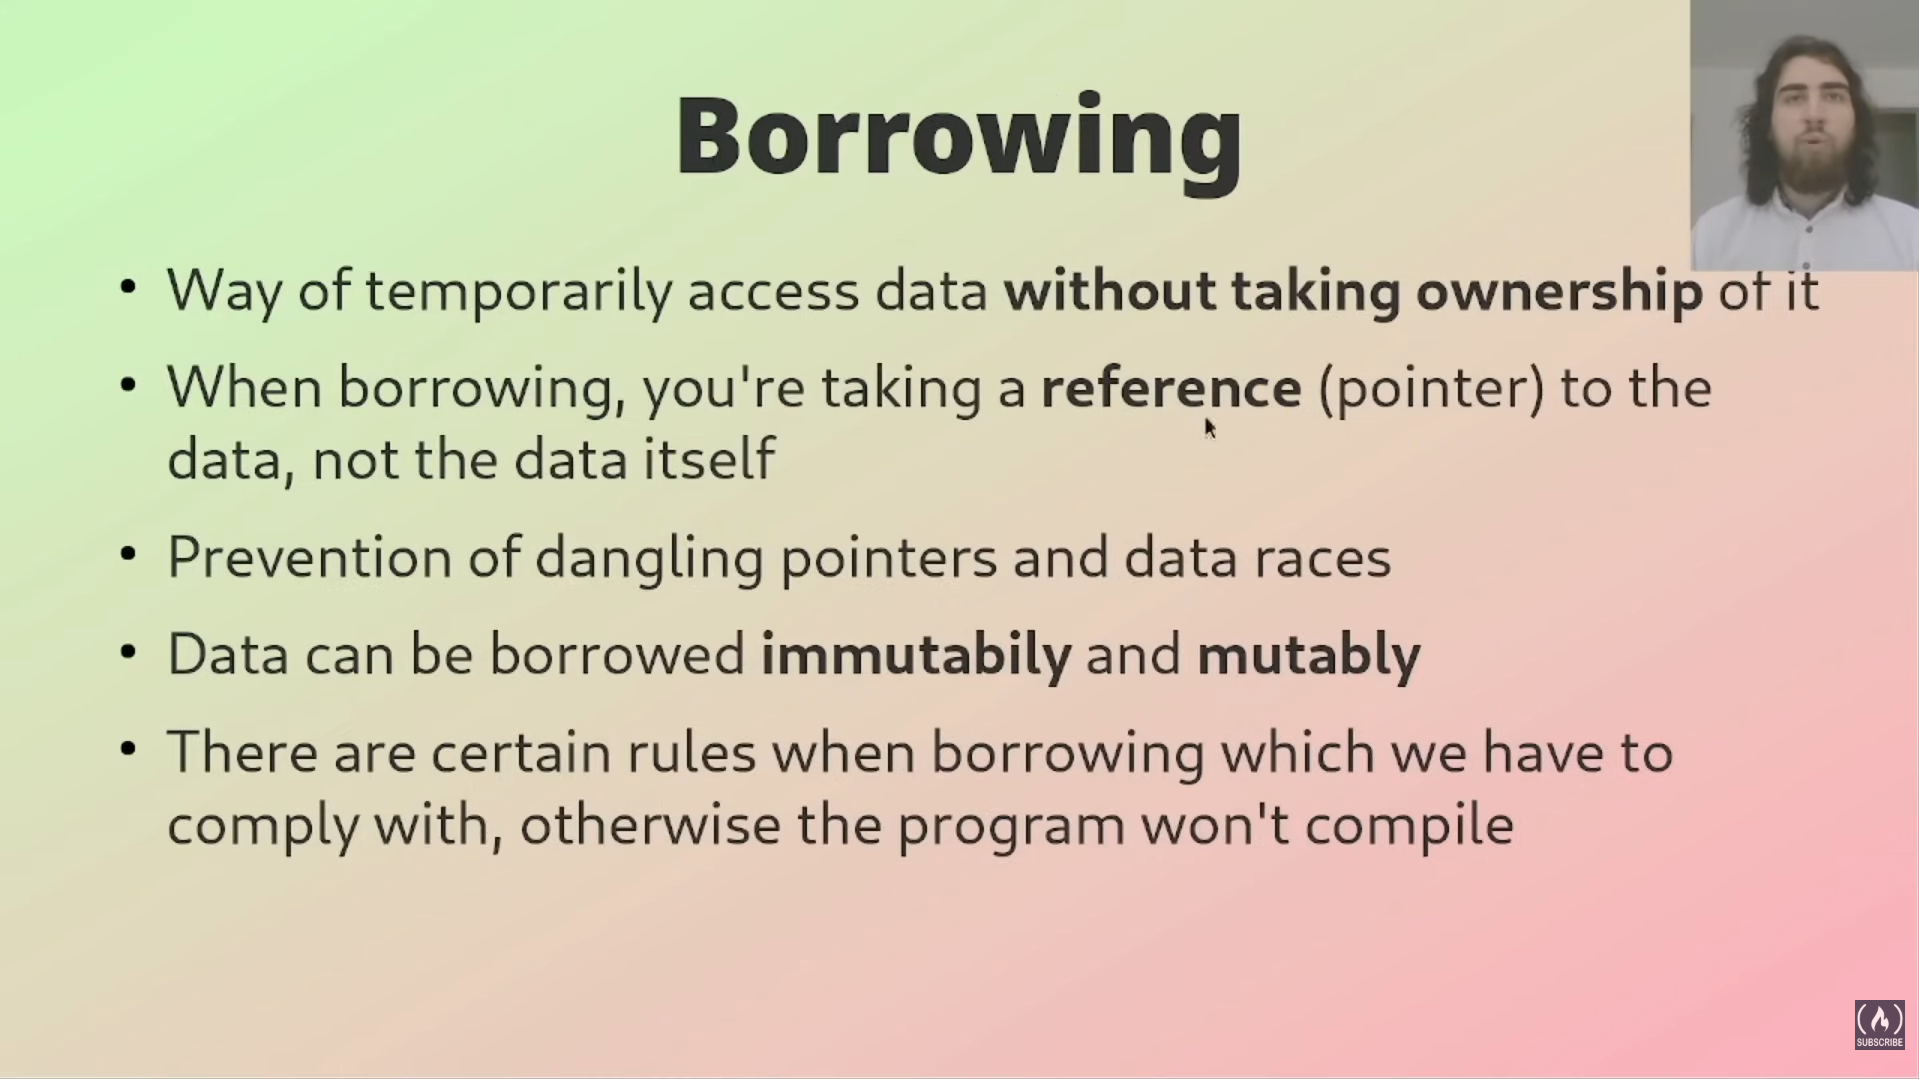 Borrowing
• Way of temporarily access data without taking ownership of it
• When borrowing, you're taking a reference (pointer) to the
data, not the data itself
• Prevention of dangling pointers and data races
• Data can be borrowed immutabily and mutably
• There are certain rules when borrowing which we have to
comply with, otherwise the program won't compile
SUBSCRIBE